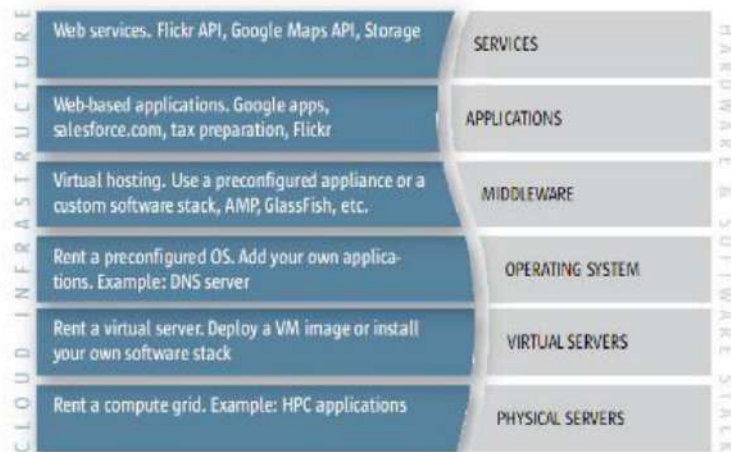 CLOUD INFRASTRUCTURE
Web services. Flickr API, Google Maps API, Storage
SERVICES
Web-based applications. Google apps,
salesforce.com, tax preparation, Flickr
APPLICATIONS
Virtual hosting. Use a preconfigured appliance or a
custom software stack, AMP, GlassFish, etc.
MIDDLEWARE
Rent a preconfigured OS. Add your own applica-
tions. Example: DNS server
OPERATING SYSTEM
Rent a virtual server. Deploy a VM image or install
your own software stack
VIRTUAL SERVERS
Rent a compute grid. Example: HPC applications
PHYSICAL SERVERS
HARDWARE & SOFTWARE STACK